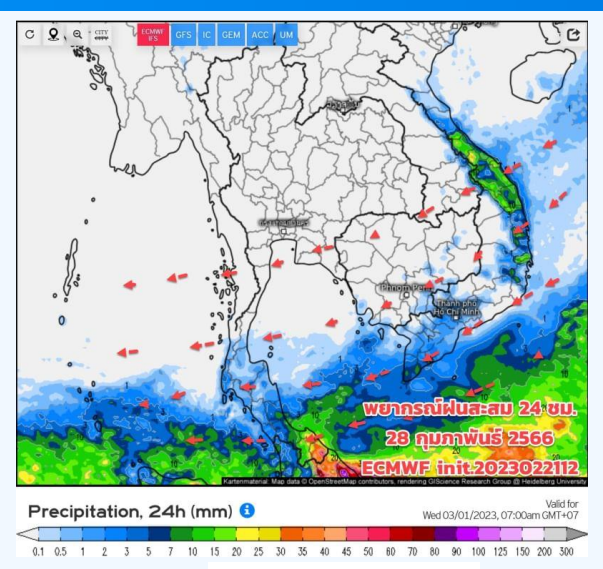 CITY
ECMWF IFS GFS IC GEM ACC UM
Phnom Penh
Thành phố
Hồ Chí Minh
พยากรณ์ฝนสะสม 24 ชม.
28 กุมภาพันธ์ 2566
ECMWF init.2023022112
Kartenmaterial: Map data © OpenStreetMap contributors, rendering GIScience Research Group @ Heidelberg University
Precipitation, 24h (mm)
Valid for
Wed 03/01/2023, 07:00am GMT+07
0.1 0.5 1 2 3 5 7 10 15 20 25 30 35 40 45 50 60 70 80 90 100 125 150 200 300